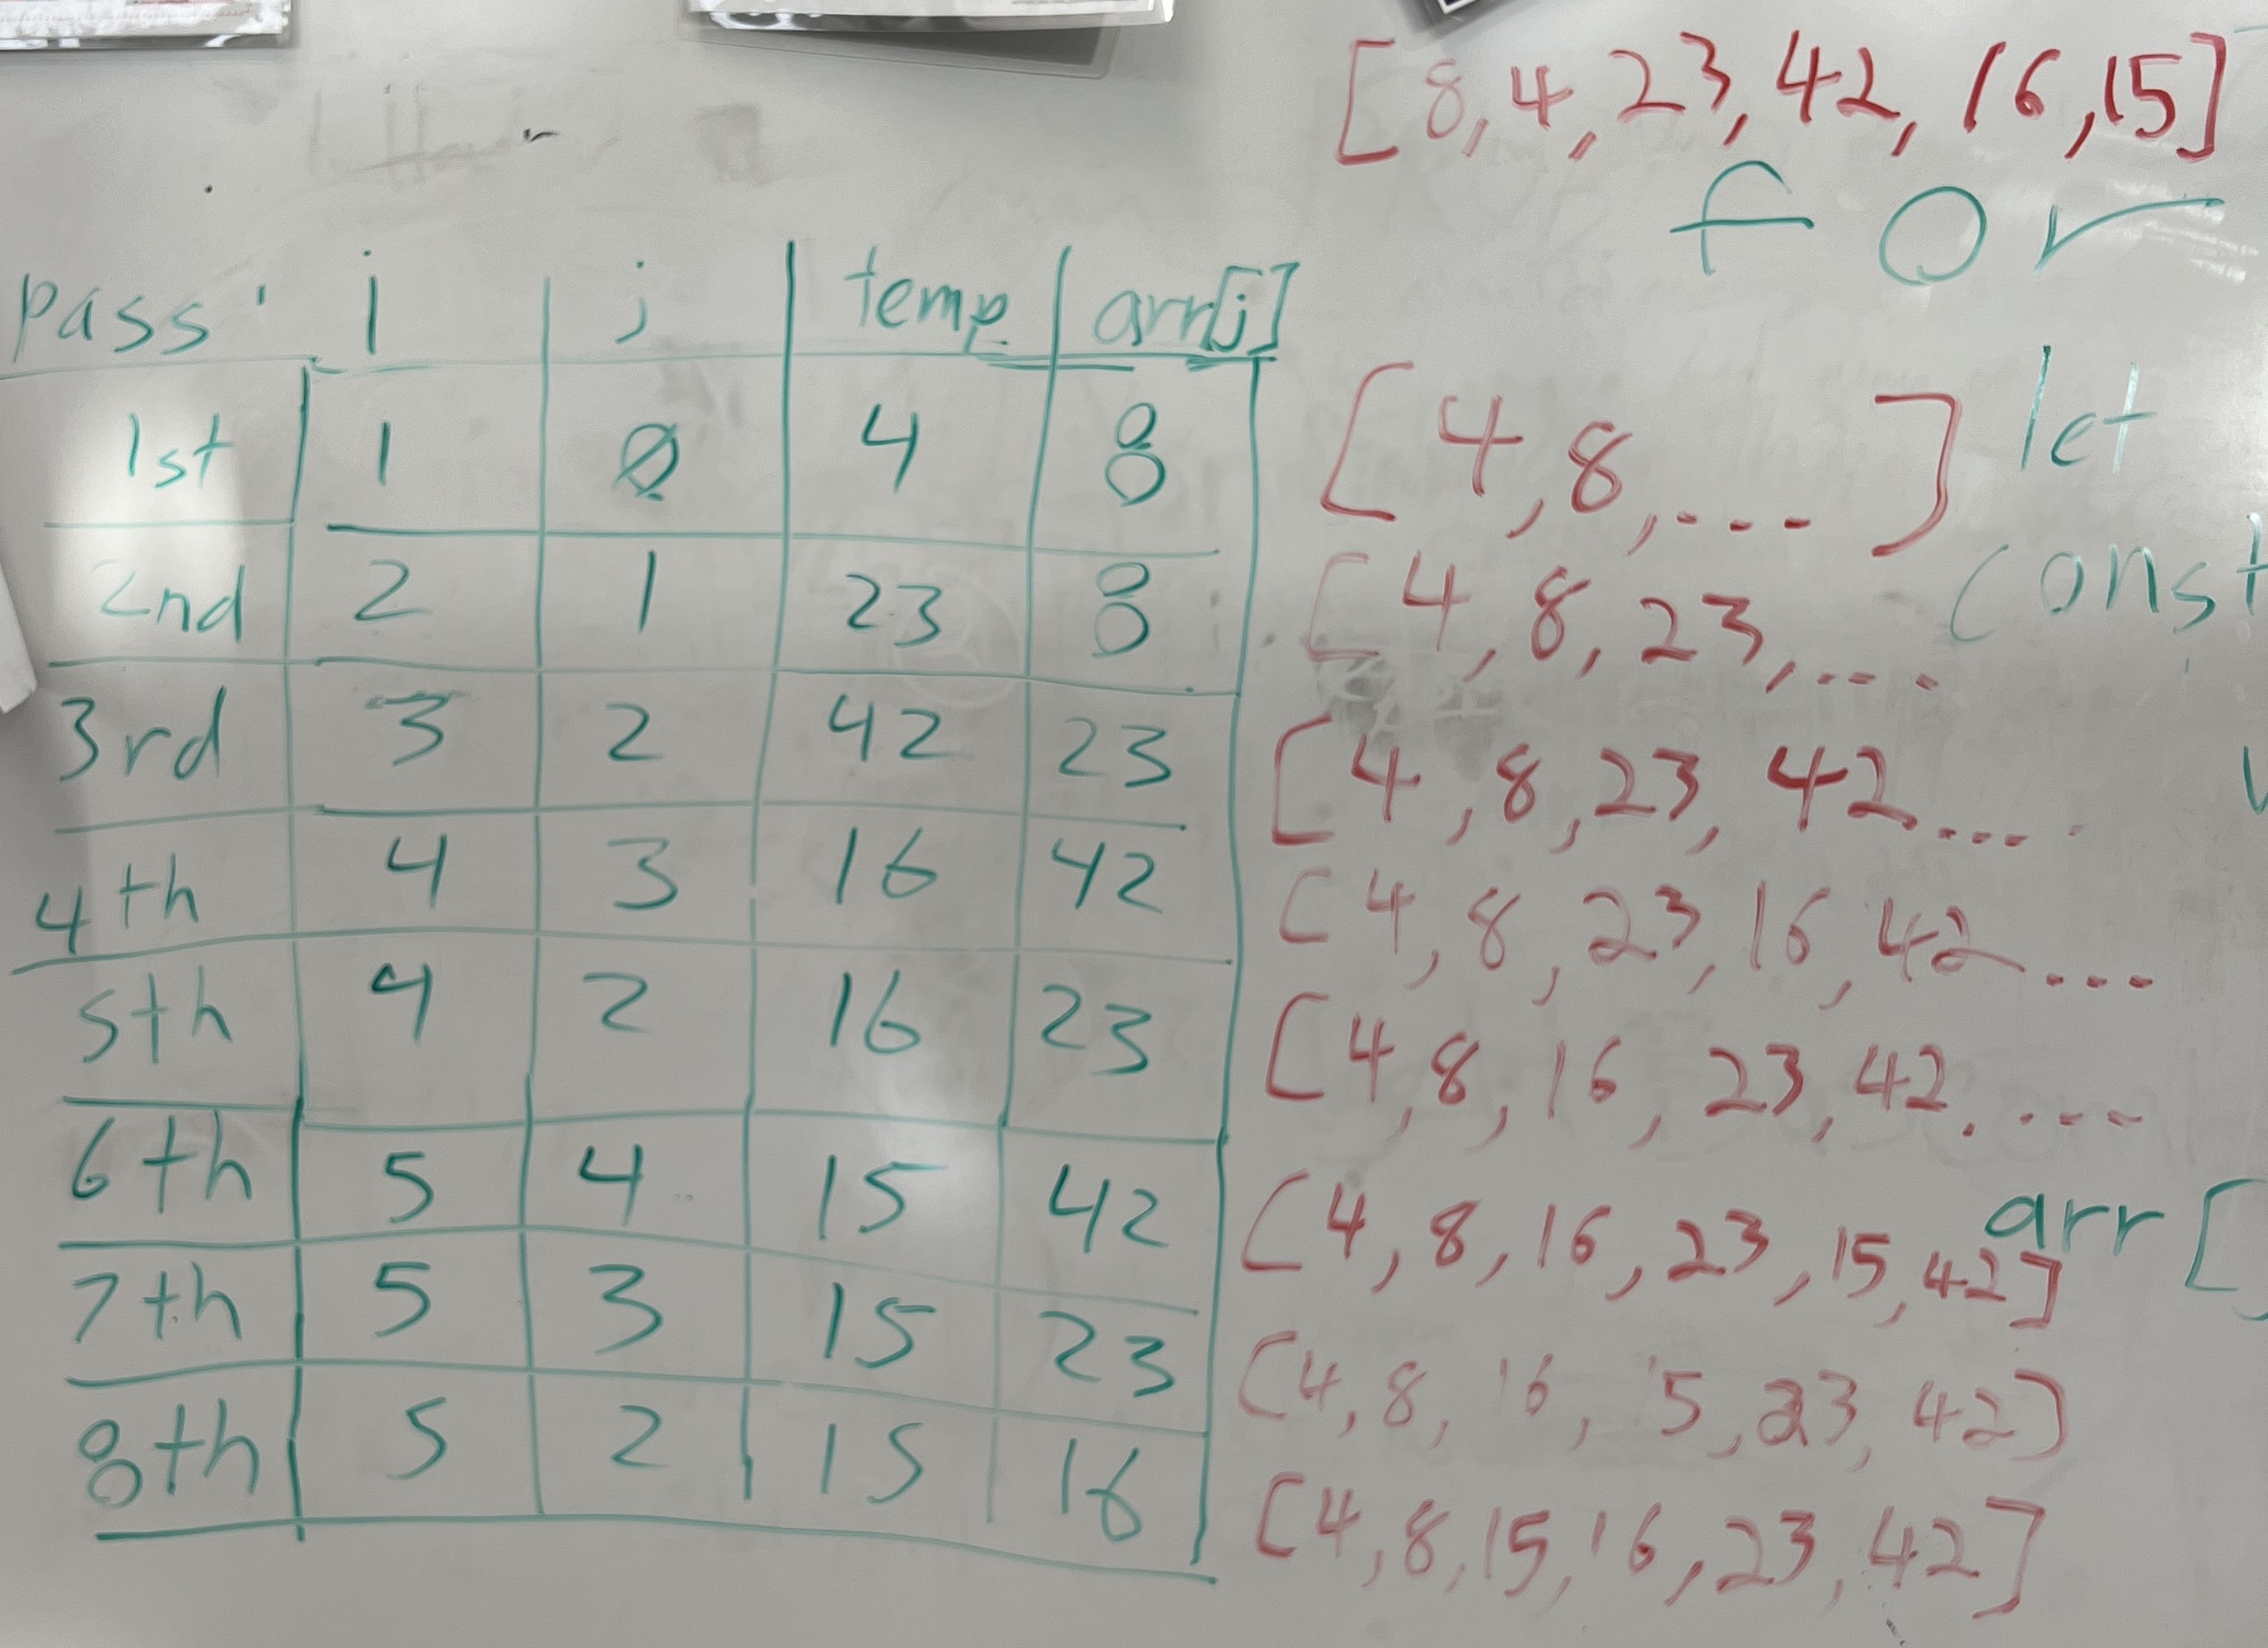 [8,4,23,42,16,15]
for
pass i j temp arr[j]
1st 1 0 4 8 [4,8,...] let
2nd 2 1 23 8 [4,8,23,... const
3rd 3 2 42 23 [4,8,23,42....
4th 4 3 16 42 [4,8,23,16,42...
5th 4 2 16 23 [4,8,16,23,42....
6th 5 4 15 42 [4,8,16,23,15,42] arr[
7th 5 3 15 23 [4,8,16,15,23,42]
8th 5 2 15 16 [4,8,15,16,23,42]